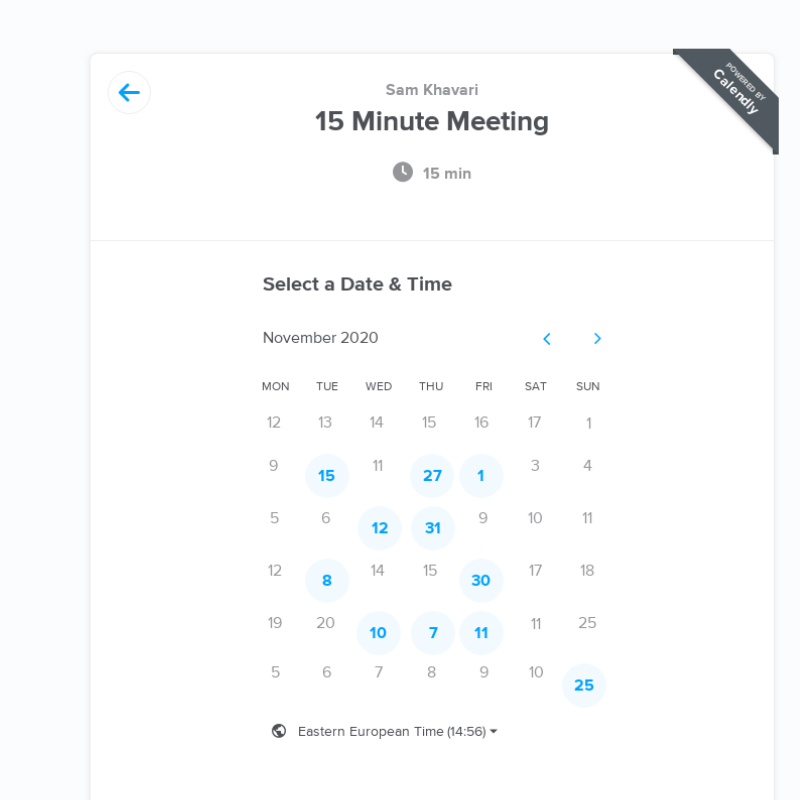 POWERED BY
Calendly
Sam Khavari
15 Minute Meeting
15 min
Select a Date & Time
November 2020
MON TUE WED THU FRI SAT SUN
12 13 14 15 16 17 1
9 15 11 27 1 3 4
5 6 12 31 9 10 11
12 8 14 15 30 17 18
19 20 10 7 11 11 25
5 6 7 8 9 10 25
Eastern European Time (14:56)